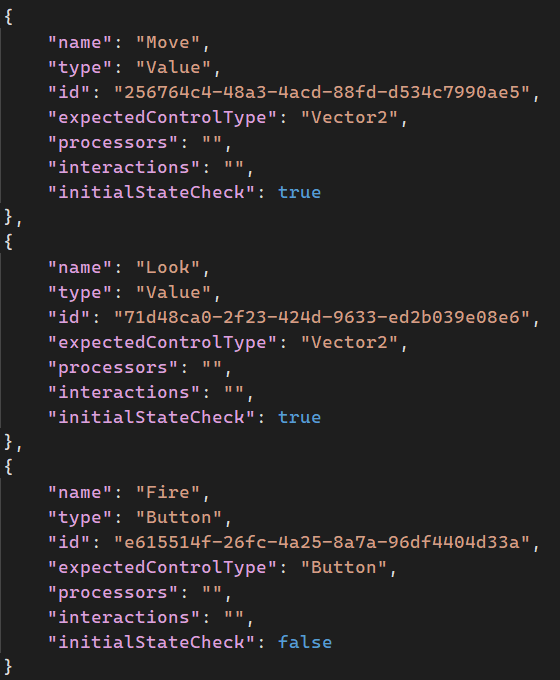 {
    "name": "Move",
    "type": "Value",
    "id": "256764c4-48a3-4acd-88fd-d534c7990ae5",
    "expectedControlType": "Vector2",
    "processors": "",
    "interactions": "",
    "initialStateCheck": true
},
{
    "name": "Look",
    "type": "Value",
    "id": "71d48ca0-2f23-424d-9633-ed2b039e08e6",
    "expectedControlType": "Vector2",
    "processors": "",
    "interactions": "",
    "initialStateCheck": true
},
{
    "name": "Fire",
    "type": "Button",
    "id": "e615514f-26fc-4a25-8a7a-96df4404d33a",
    "expectedControlType": "Button",
    "processors": "",
    "interactions": "",
    "initialStateCheck": false
}